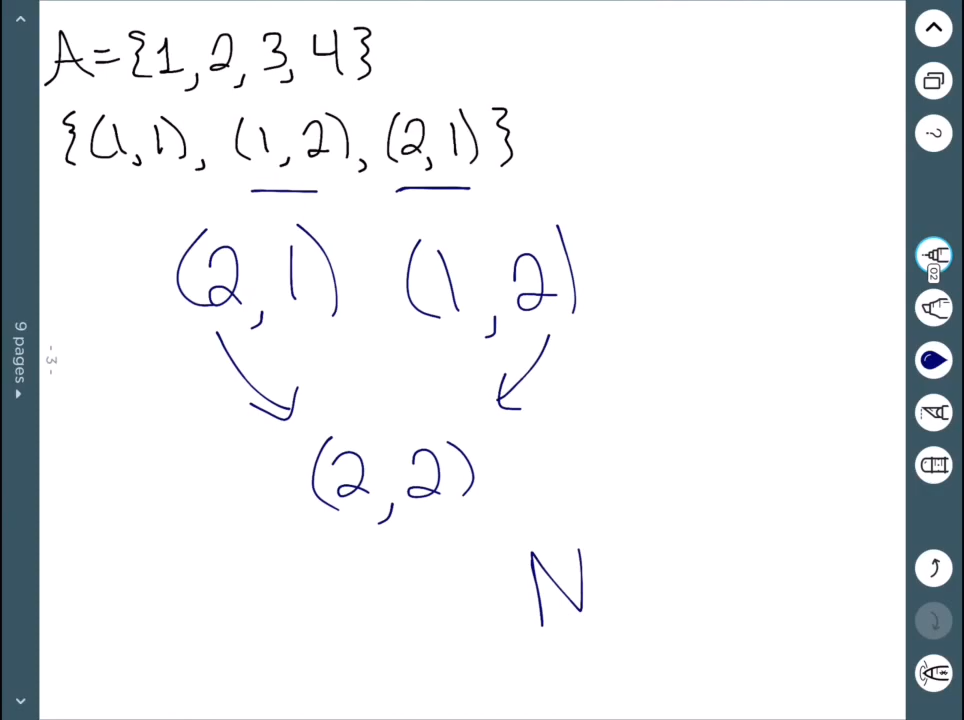 A={1,2,3,4}
{(1,1), (1,2), (2,1)}
(2,1) (1,2)
(2,2)
N
9 pages
- 3 -
02
?